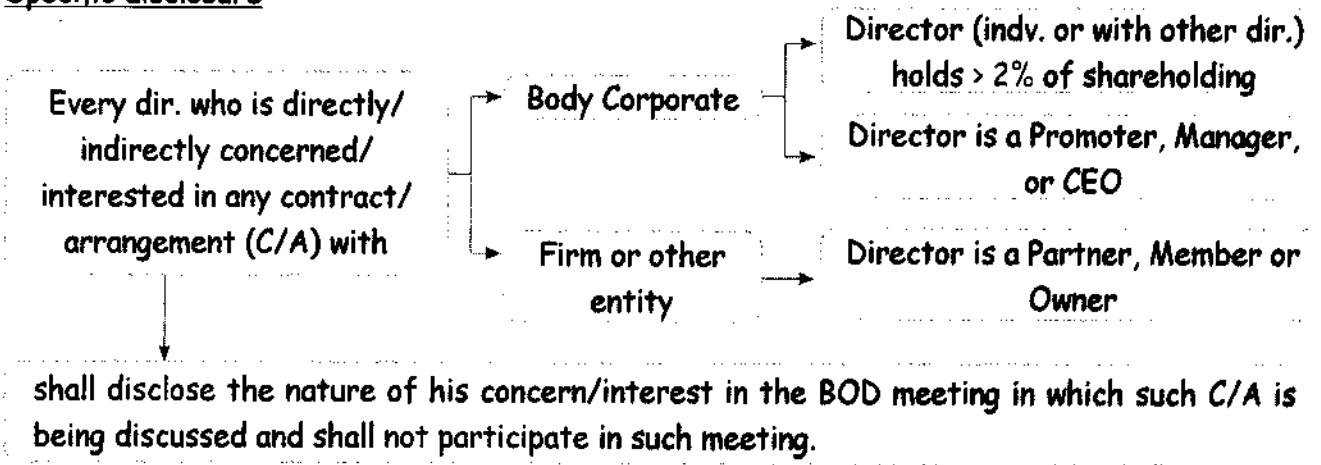 Specific disclosure
Director (indv. or with other dir.)
holds > 2% of shareholding
Every dir. who is directly/
indirectly concerned/
interested in any contract/
arrangement (C/A) with
Body Corporate
Director is a Promoter, Manager,
or CEO
Firm or other
entity
Director is a Partner, Member or
Owner
shall disclose the nature of his concern/interest in the BOD meeting in which such C/A is
being discussed and shall not participate in such meeting.